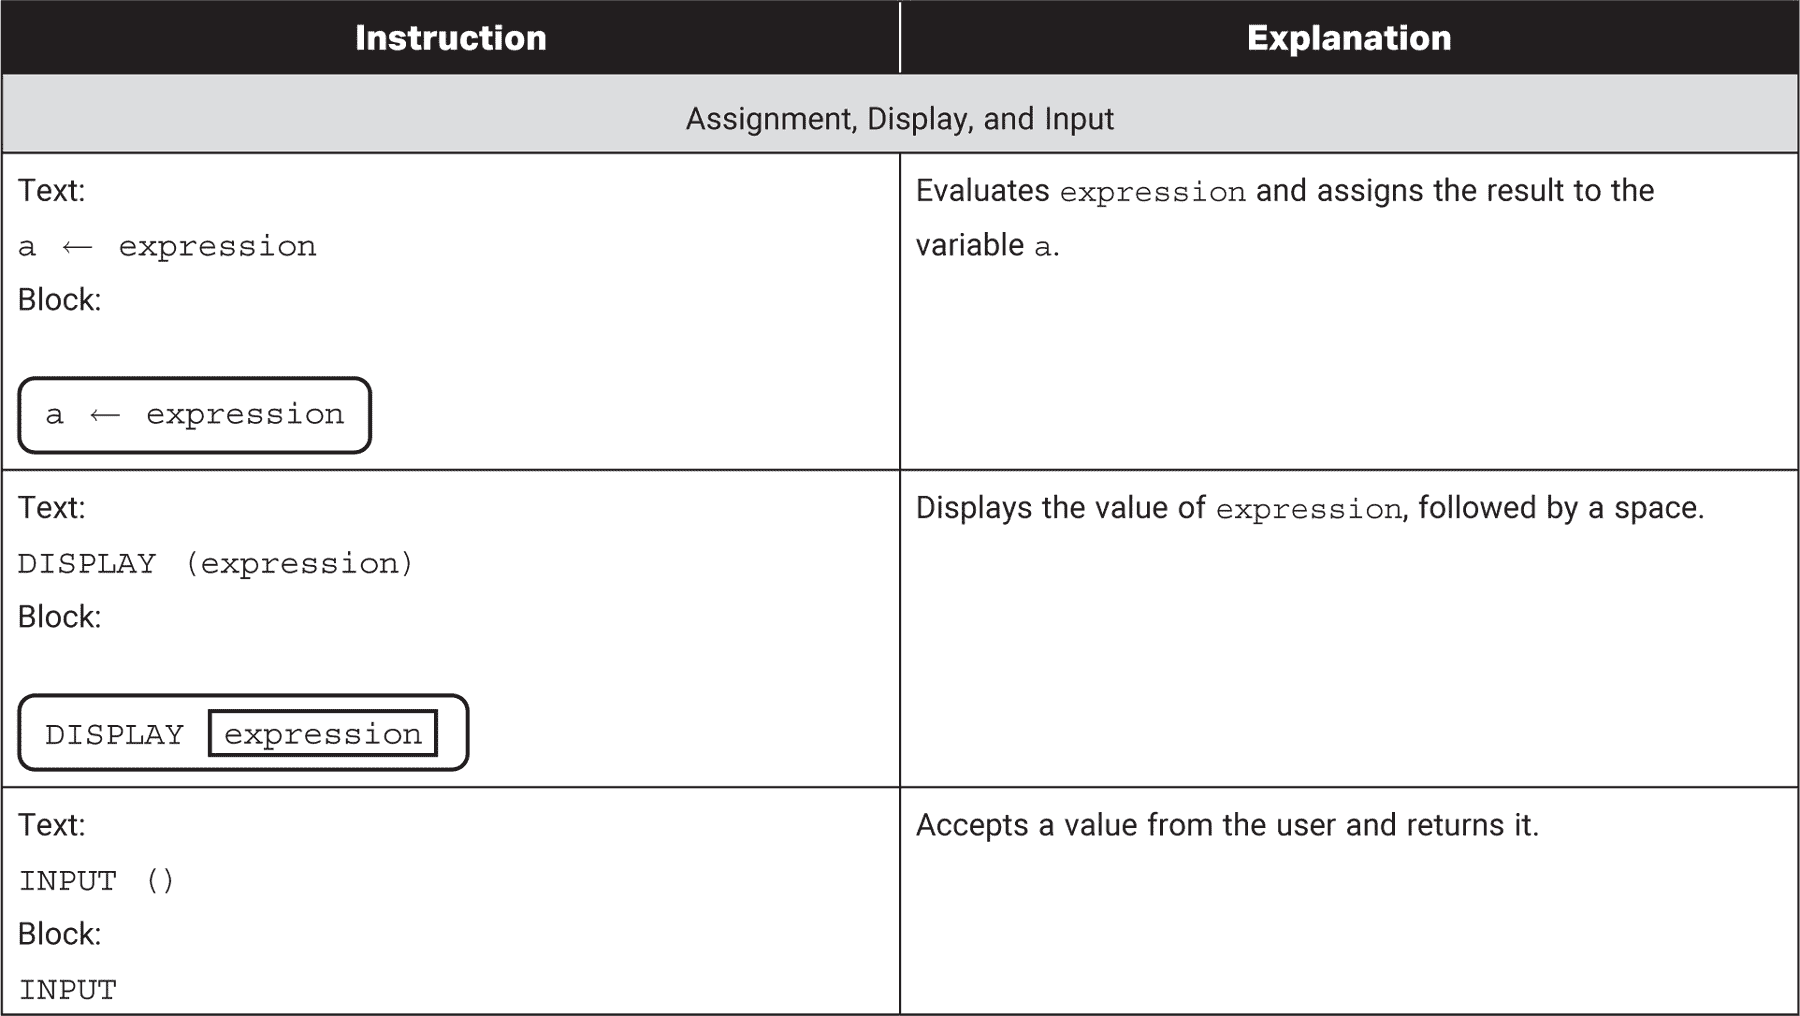 Instruction
Explanation
Assignment, Display, and Input
Text:
a ← expression
Block:
a ← expression
Evaluates expression and assigns the result to the
variable a.
Text:
DISPLAY (expression)
Block:
DISPLAY expression
Displays the value of expression, followed by a space.
Text:
INPUT ()
Block:
INPUT
Accepts a value from the user and returns it.